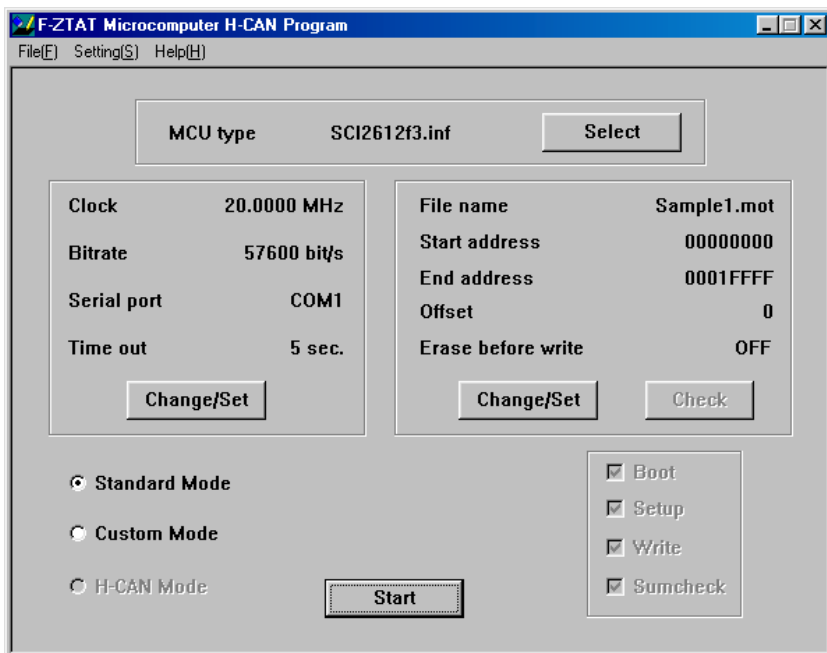 F-ZTAT Microcomputer H-CAN Program
File(F) Setting(S) Help(H)
MCU type SCI2612f3.inf Select
Clock 20.0000 MHz
Bitrate 57600 bit/s
Serial port COM1
Time out 5 sec.
Change/Set
File name Sample1.mot
Start address 00000000
End address 0001FFFF
Offset 0
Erase before write OFF
Change/Set Check
Standard Mode
Custom Mode
H-CAN Mode
Start
Boot
Setup
Write
Sumcheck